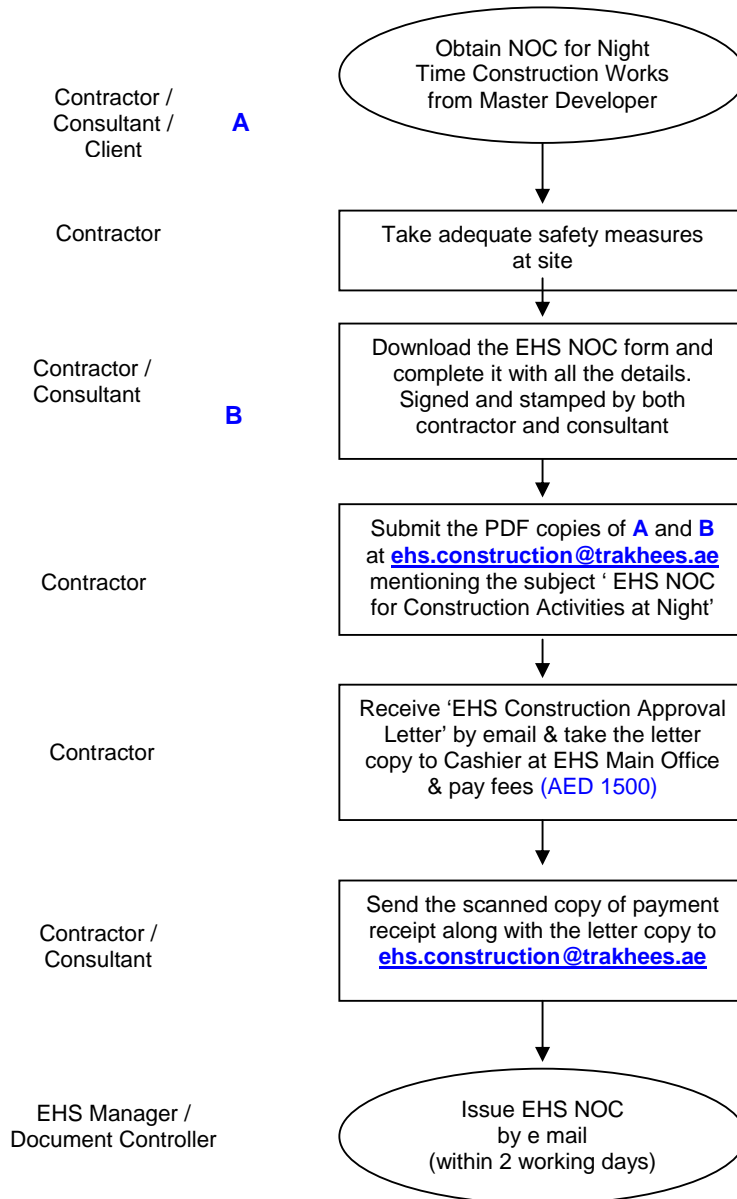 Obtain NOC for Night
Time Construction Works
from Master Developer
Contractor /
Consultant /
Client
A
Contractor
Take adequate safety measures
at site
Contractor /
Consultant
B
Download the EHS NOC form and
complete it with all the details.
Signed and stamped by both
contractor and consultant
Contractor
Submit the PDF copies of A and B
at ehs.construction@trakhees.ae
mentioning the subject ‘ EHS NOC
for Construction Activities at Night’
Contractor
Receive ‘EHS Construction Approval
Letter’ by email & take the letter
copy to Cashier at EHS Main Office
& pay fees (AED 1500)
Contractor /
Consultant
Send the scanned copy of payment
receipt along with the letter copy to
ehs.construction@trakhees.ae
EHS Manager /
Document Controller
Issue EHS NOC
by e mail
(within 2 working days)